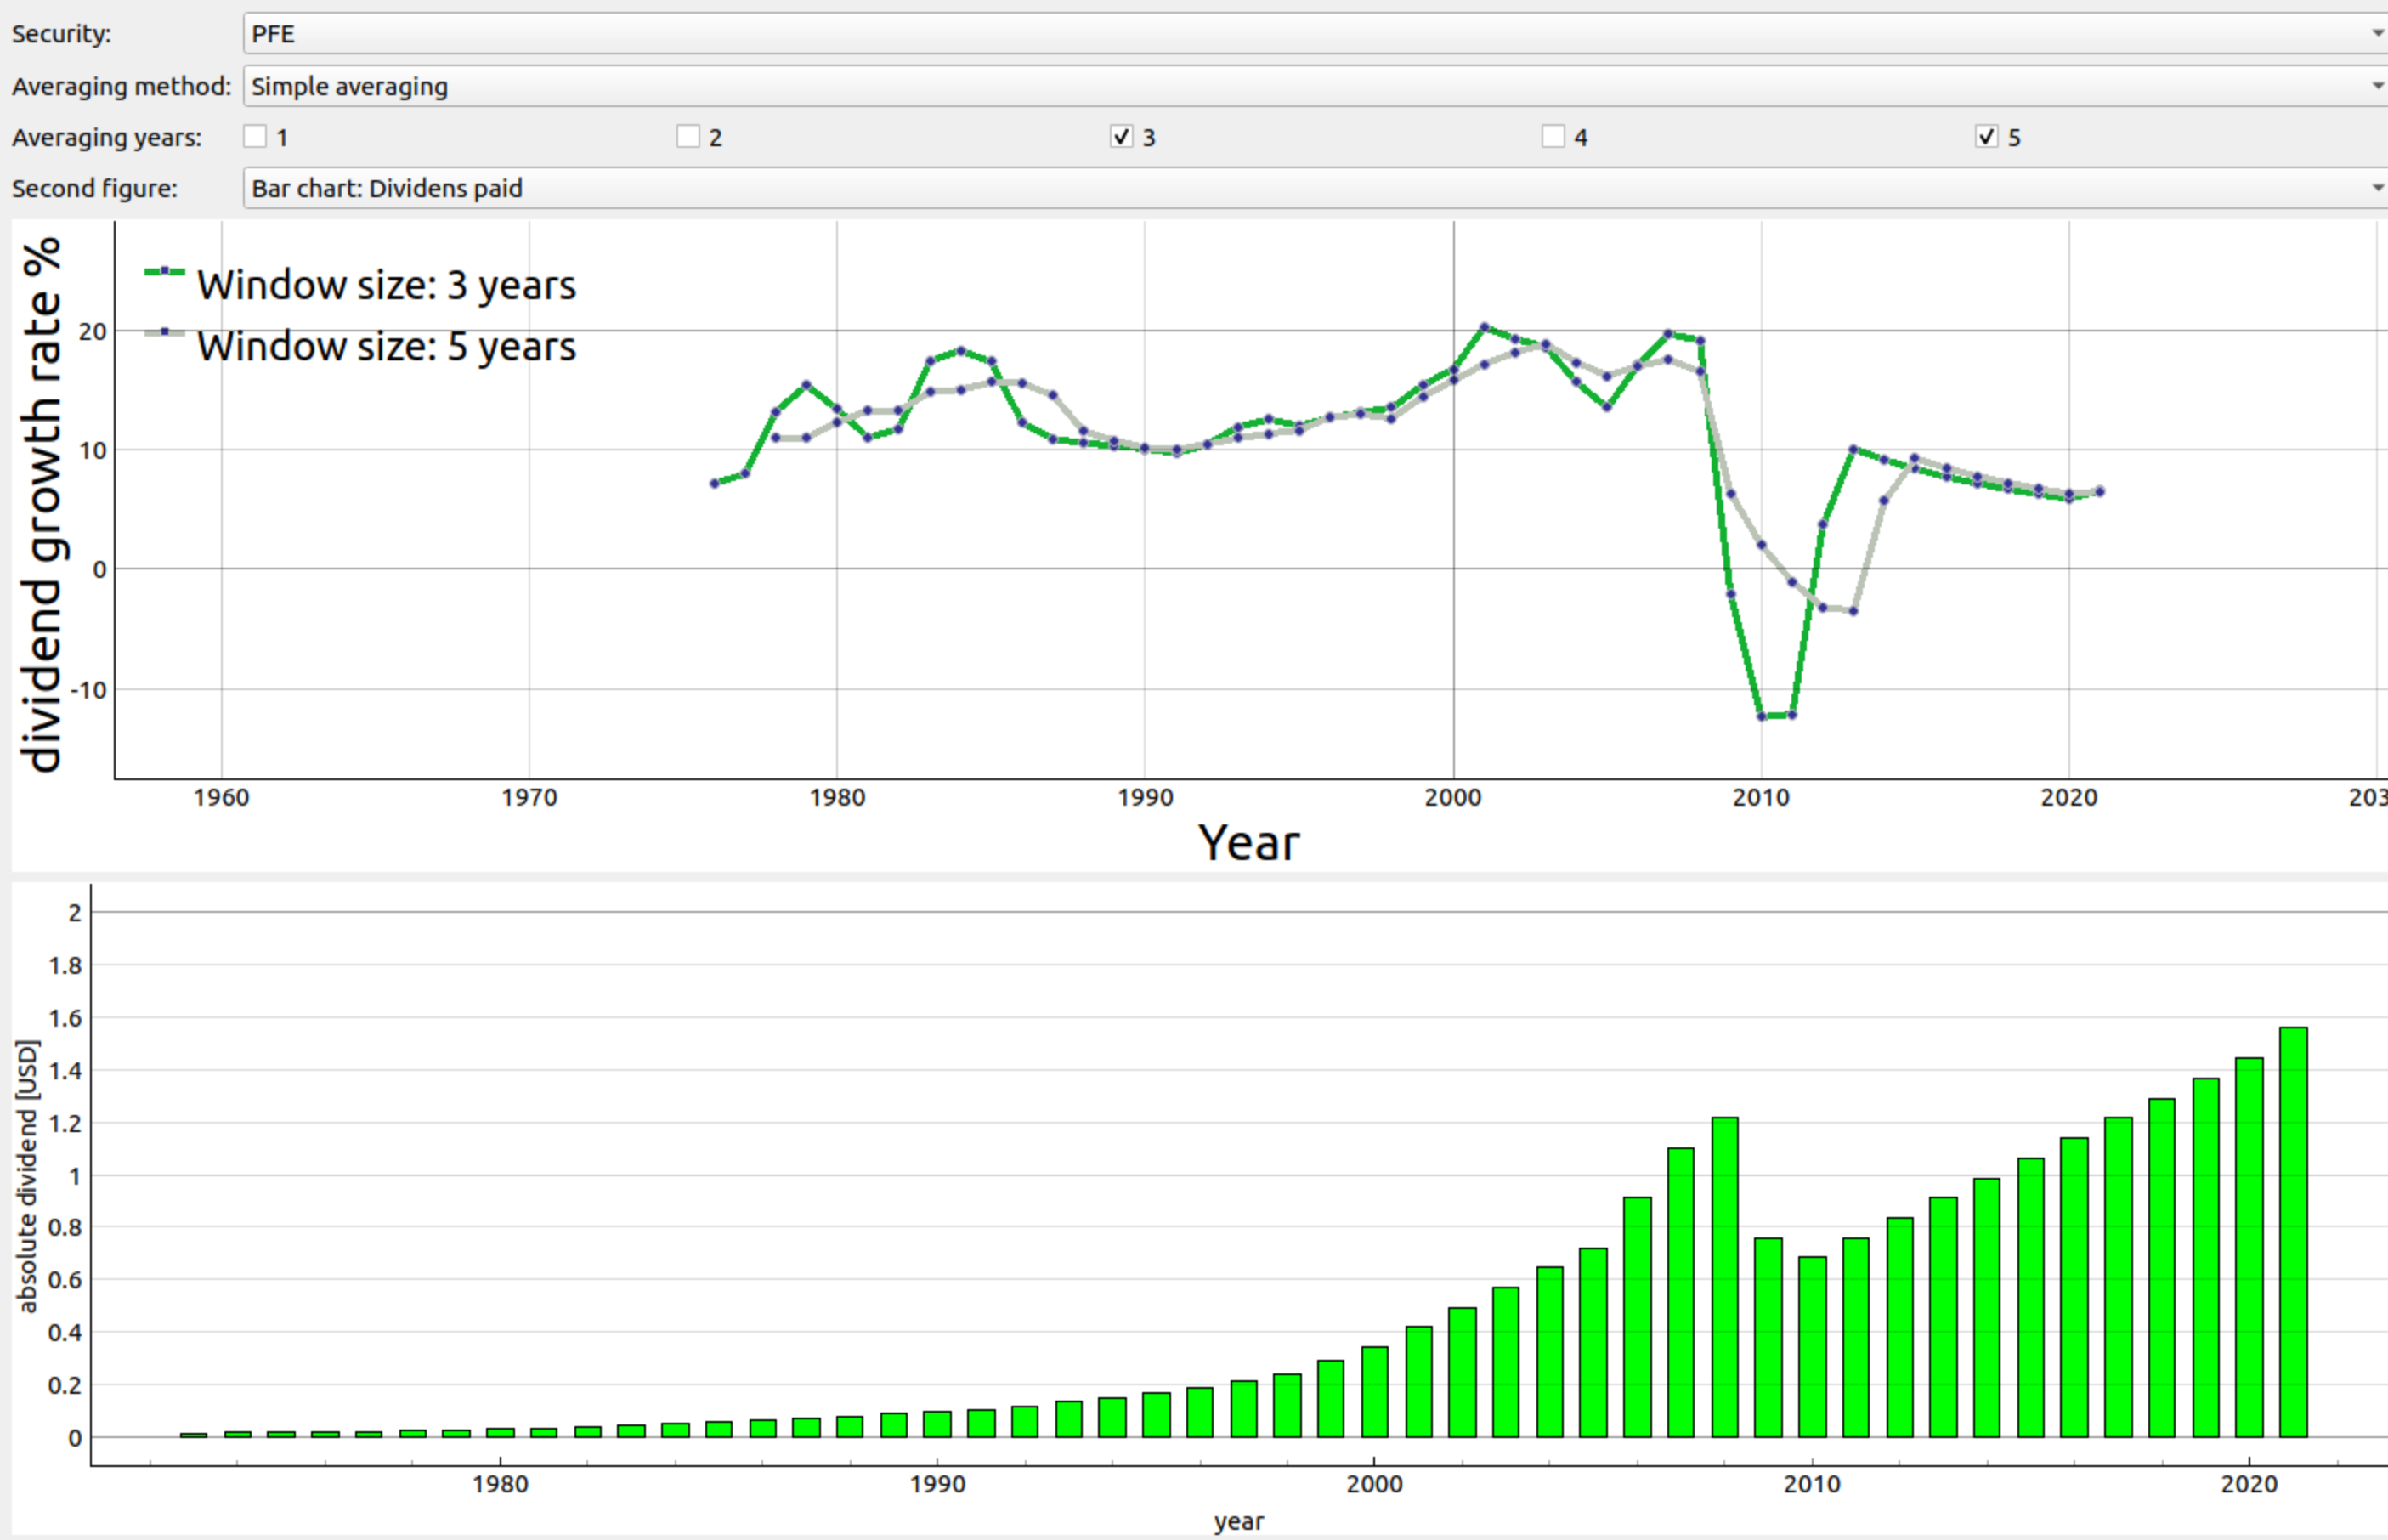 Security: PFE
Averaging method: Simple averaging
Averaging years: 1 2 3 4 5
Second figure: Bar chart: Dividens paid
dividend growth rate %
Window size: 3 years
Window size: 5 years
20
10
0
-10
1960 1970 1980 1990 2000 2010 2020 203
Year
absolute dividend [USD]
2
1.8
1.6
1.4
1.2
1
0.8
0.6
0.4
0.2
0
1980 1990 2000 2010 2020
year